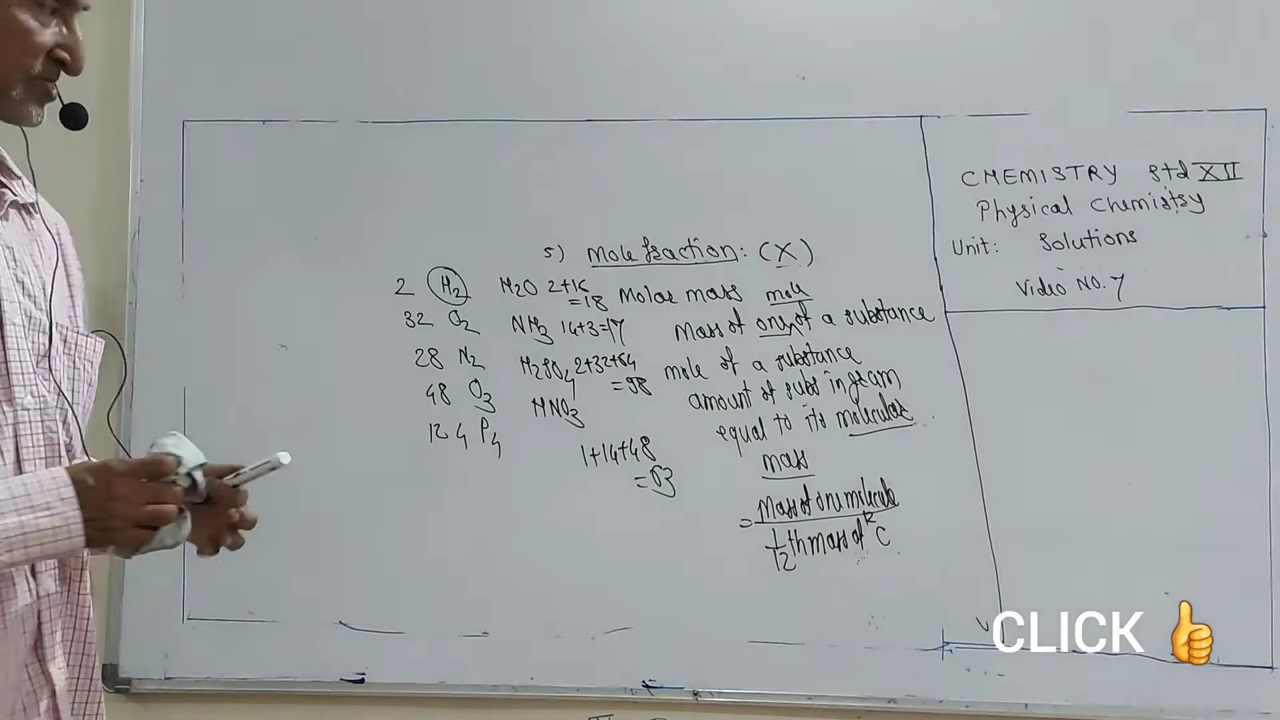 5) Mole fraction: (X)
2 H2 H2O 2+16 =18 Molar mass mole
32 O2 NH3 14+3=17 Mass of one of a substance
28 N2 H2SO4 2+32+64 =98 mole of a substance
48 O3 HNO3 amount of subs in gram
124 P4 equal to its molecular
1+14+48 mass
=63
= Mass of one molecule
1/12 th mass of 12C
CHEMISTRY Std XII
Physical Chemistry
Unit: Solutions
Video NO. 7
CLICK 👍